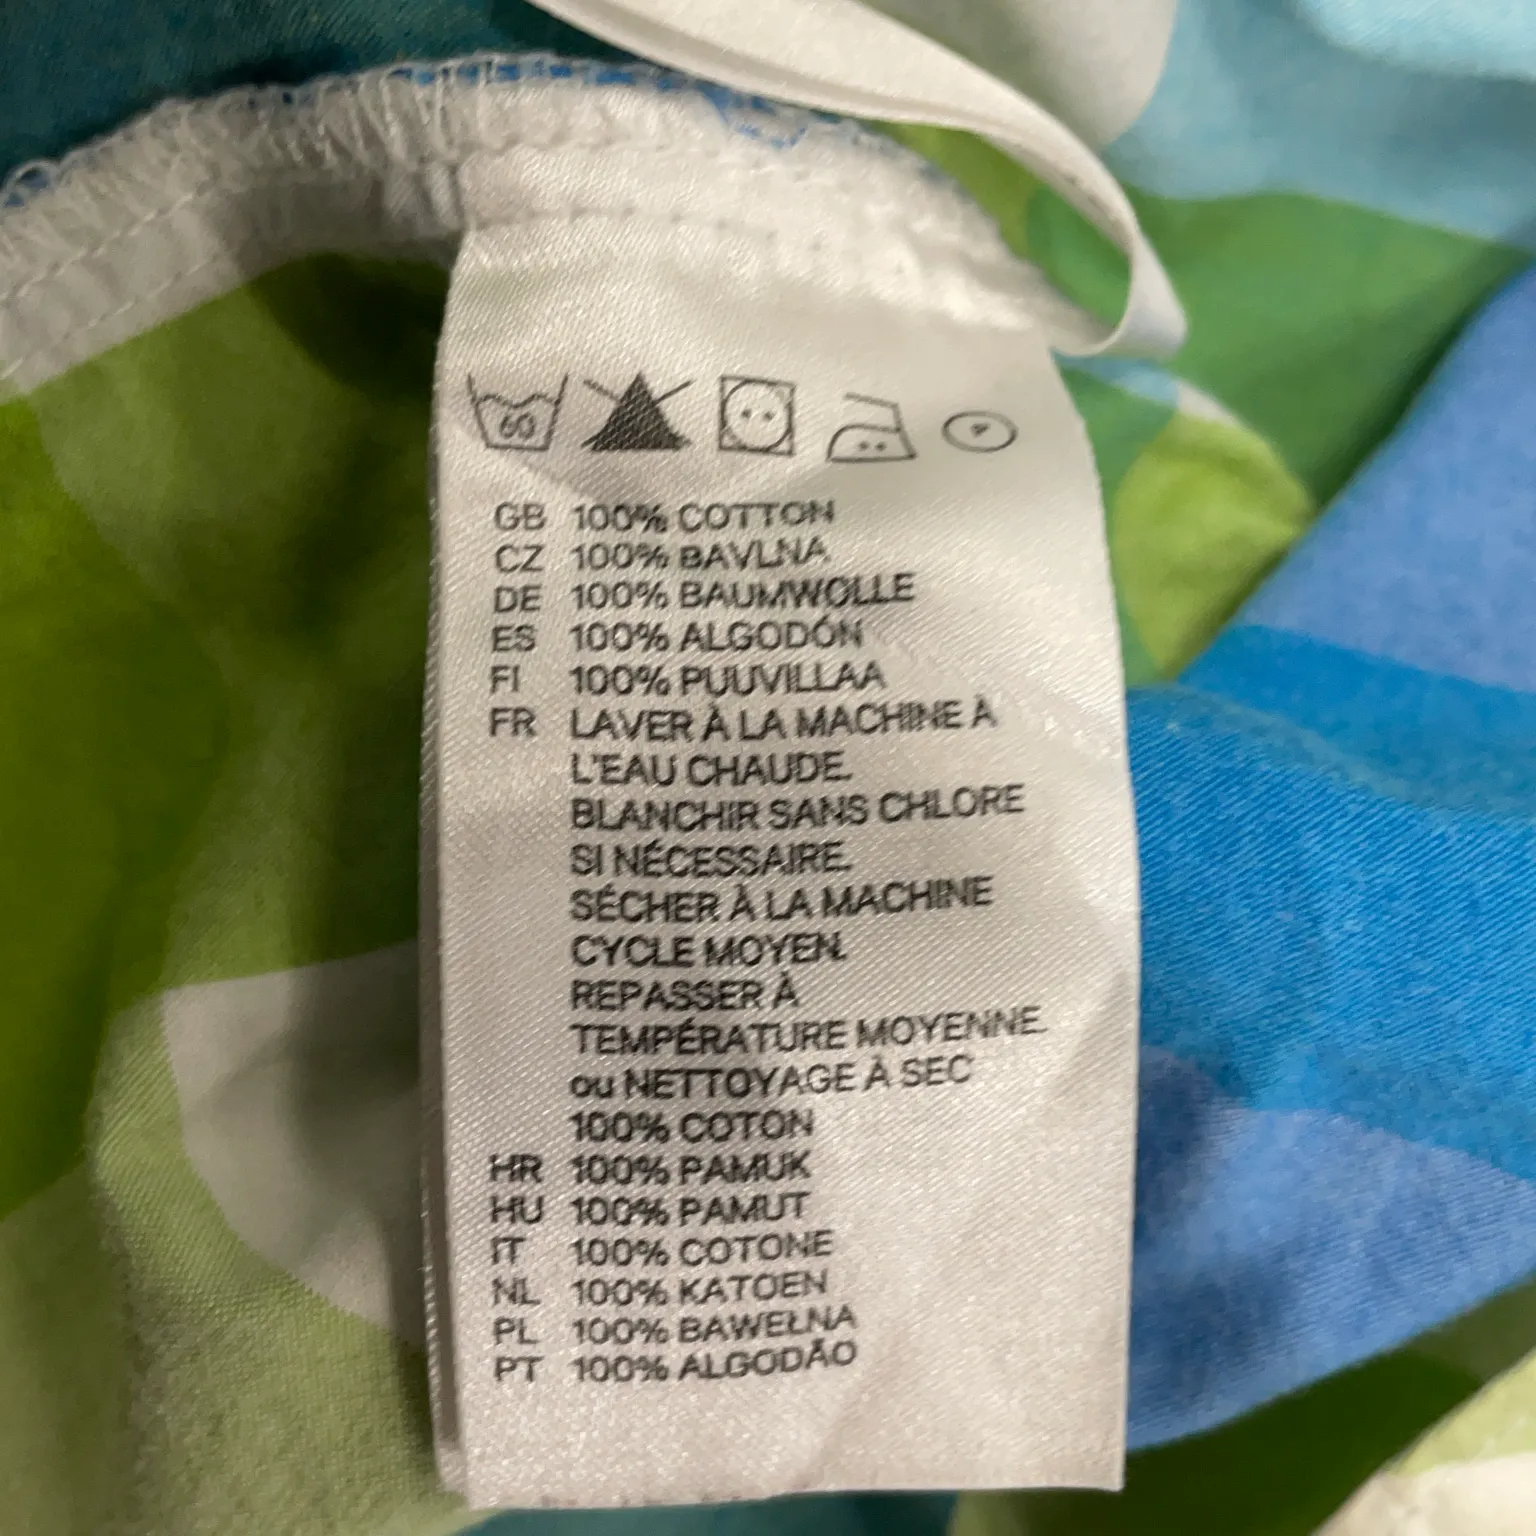 60
GB 100% COTTON
CZ 100% BAVLNA
DE 100% BAUMWOLLE
ES 100% ALGODÓN
FI 100% PUUVILLAA
FR LAVER À LA MACHINE À
L'EAU CHAUDE.
BLANCHIR SANS CHLORE
SI NÉCESSAIRE.
SÉCHER À LA MACHINE
CYCLE MOYEN.
REPASSER À
TEMPÉRATURE MOYENNE.
ou NETTOYAGE À SEC
100% COTON
HR 100% PAMUK
HU 100% PAMUT
IT 100% COTONE
NL 100% KATOEN
PL 100% BAWEŁNA
PT 100% ALGODÃO